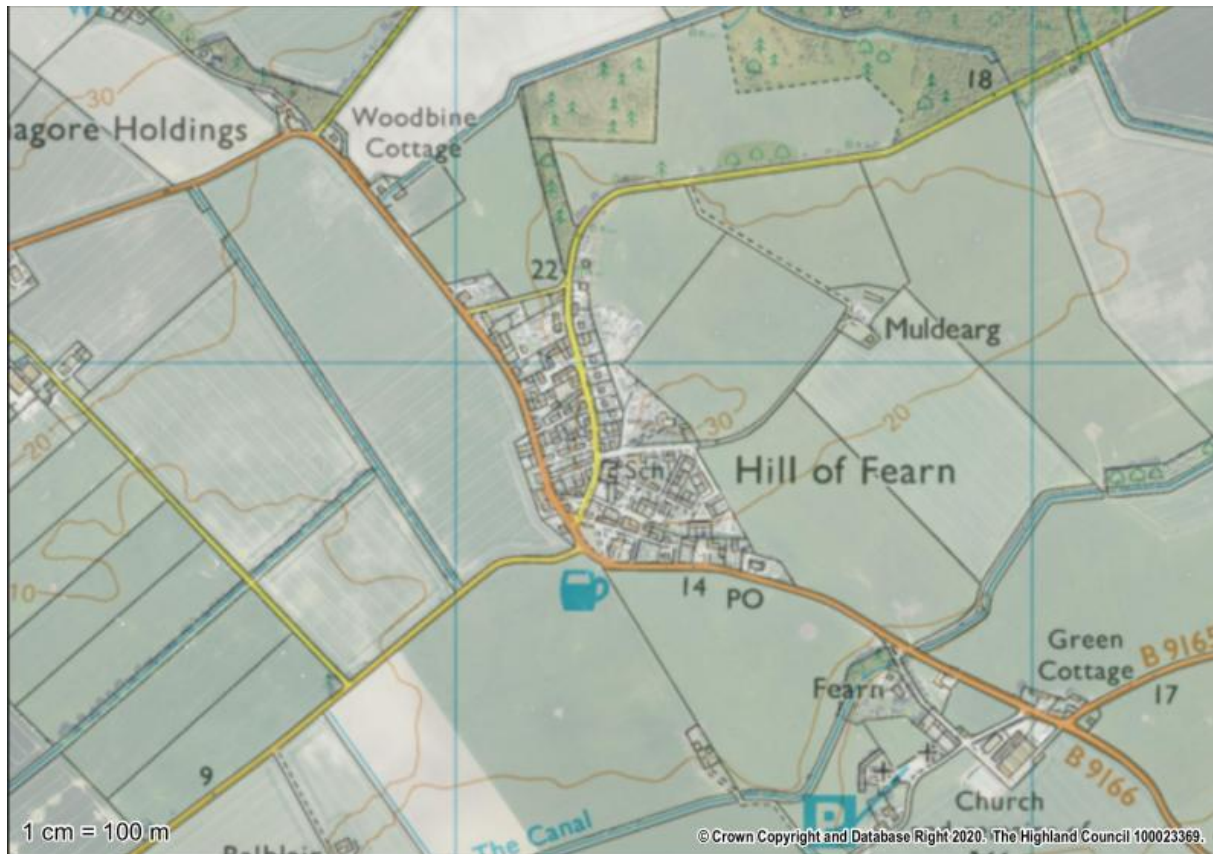 30
Woodbine
Cottage
agore Holdings
18
22
Muldearg
20
30
20
Sch
Hill of Fearn
10
14
PO
Green
Cottage
B 9165
17
Fearn
9
B 9166
P
Church
The Canal
1 cm = 100 m
© Crown Copyright and Database Right 2020. The Highland Council 100023369.